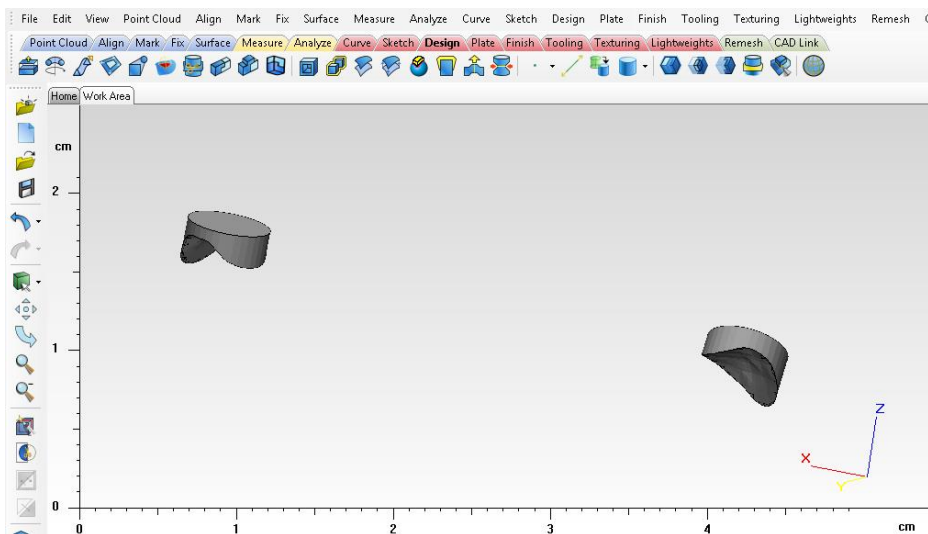 File Edit View Point Cloud Align Mark Fix Surface Measure Analyze Curve Sketch Design Plate Finish Tooling Texturing Lightweights Remesh
Point Cloud Align Mark Fix Surface Measure Analyze Curve Sketch Design Plate Finish Tooling Texturing Lightweights Remesh CAD Link
Home Work Area
cm
2
1
Z
X
Y
0
0 1 2 3 4 cm